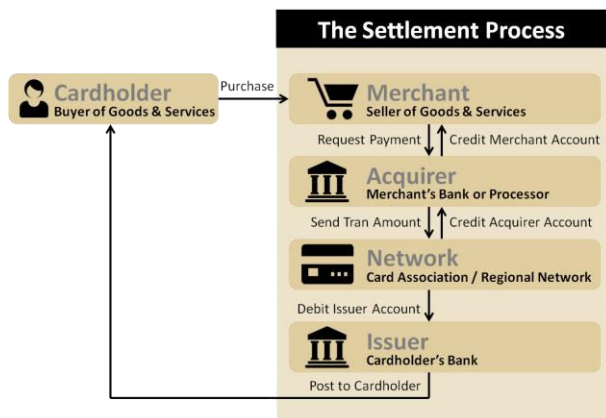 The Settlement Process
Cardholder
Buyer of Goods & Services
Purchase
Merchant
Seller of Goods & Services
Request Payment
Credit Merchant Account
Acquirer
Merchant's Bank or Processor
Send Tran Amount
Credit Acquirer Account
Network
Card Association / Regional Network
Debit Issuer Account
Issuer
Cardholder's Bank
Post to Cardholder